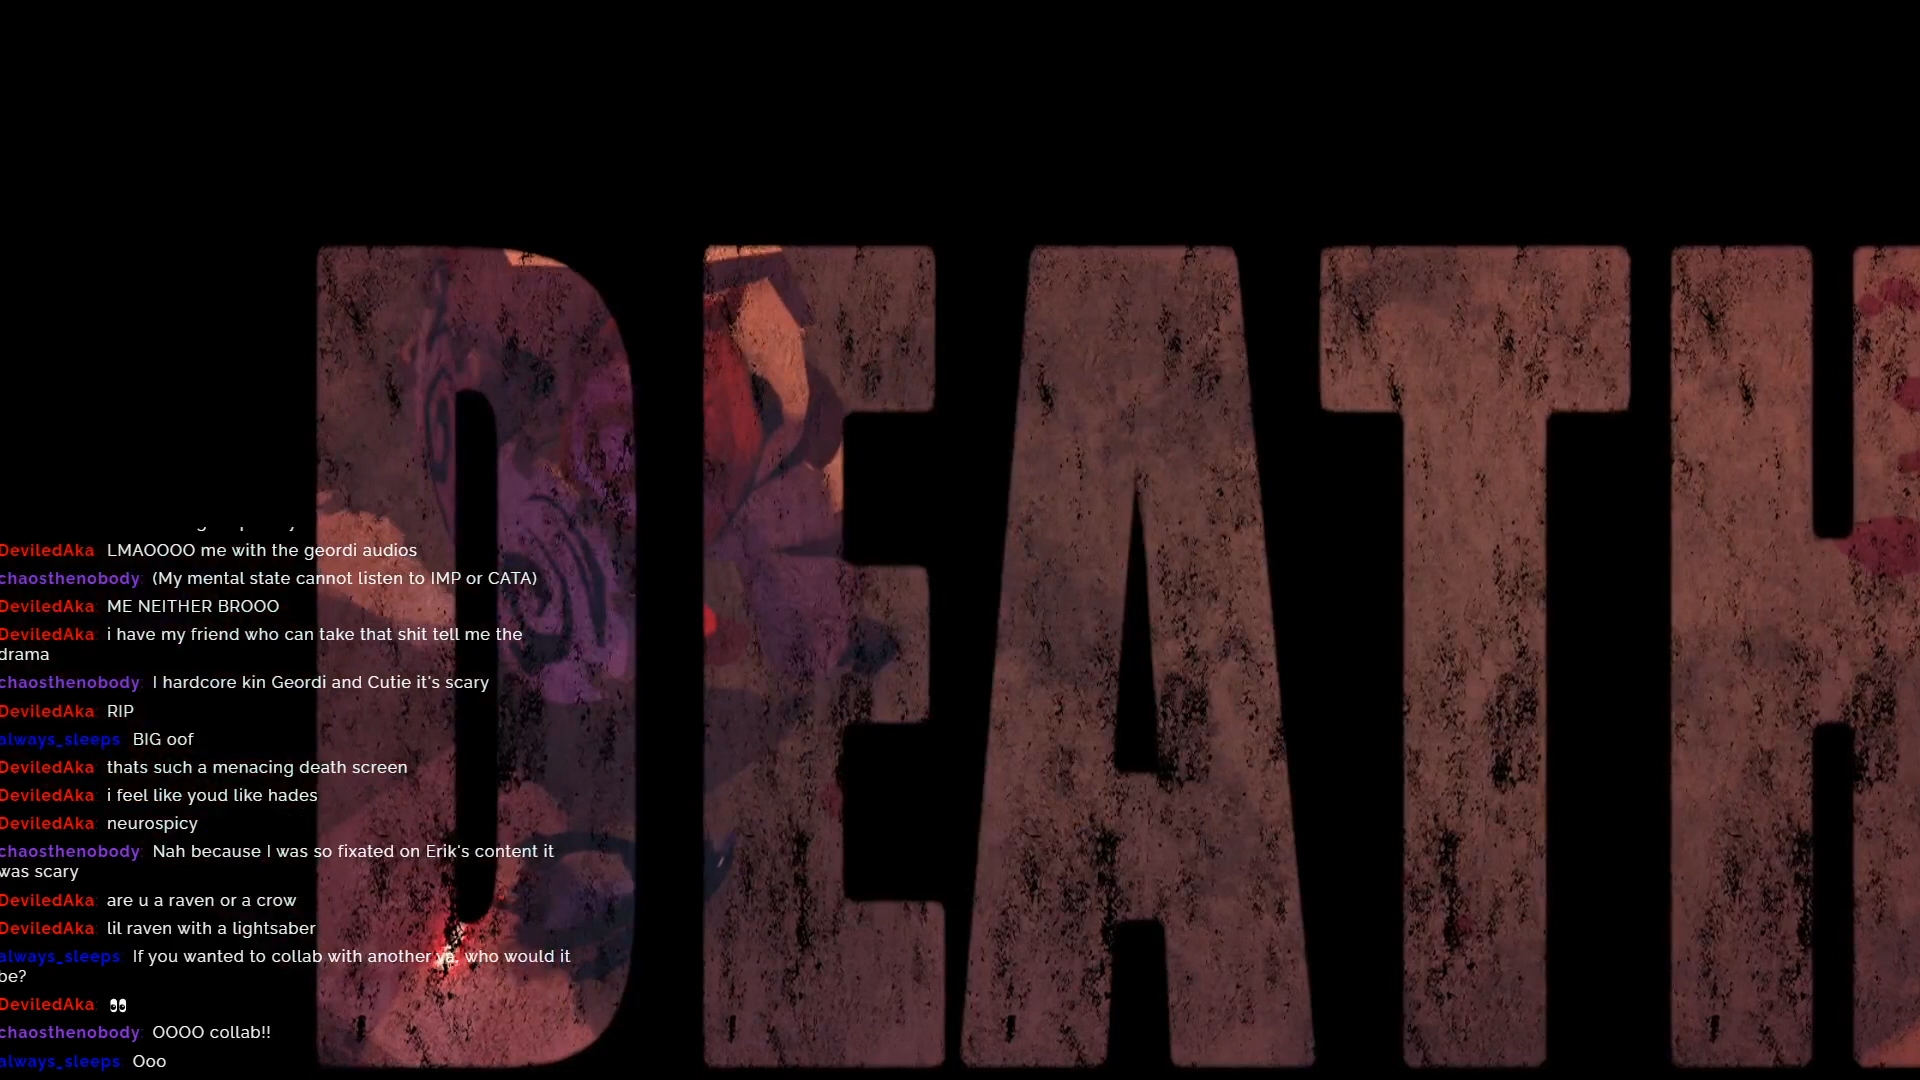 DEATH
DeviledAka: LMAOOOO me with the geordi audios
chaosthenobody: (My mental state cannot listen to IMP or CATA)
DeviledAka: ME NEITHER BROOO
DeviledAka: i have my friend who can take that shit tell me the
drama
chaosthenobody: I hardcore kin Geordi and Cutie it's scary
DeviledAka: RIP
always_sleeps: BIG oof
DeviledAka: thats such a menacing death screen
DeviledAka: i feel like youd like hades
DeviledAka: neurospicy
chaosthenobody: Nah because I was so fixated on Erik's content it
was scary
DeviledAka: are u a raven or a crow
DeviledAka: lil raven with a lightsaber
always_sleeps: If you wanted to collab with another va, who would it
be?
DeviledAka: 👀
chaosthenobody: OOOO collab!!
always_sleeps: Ooo